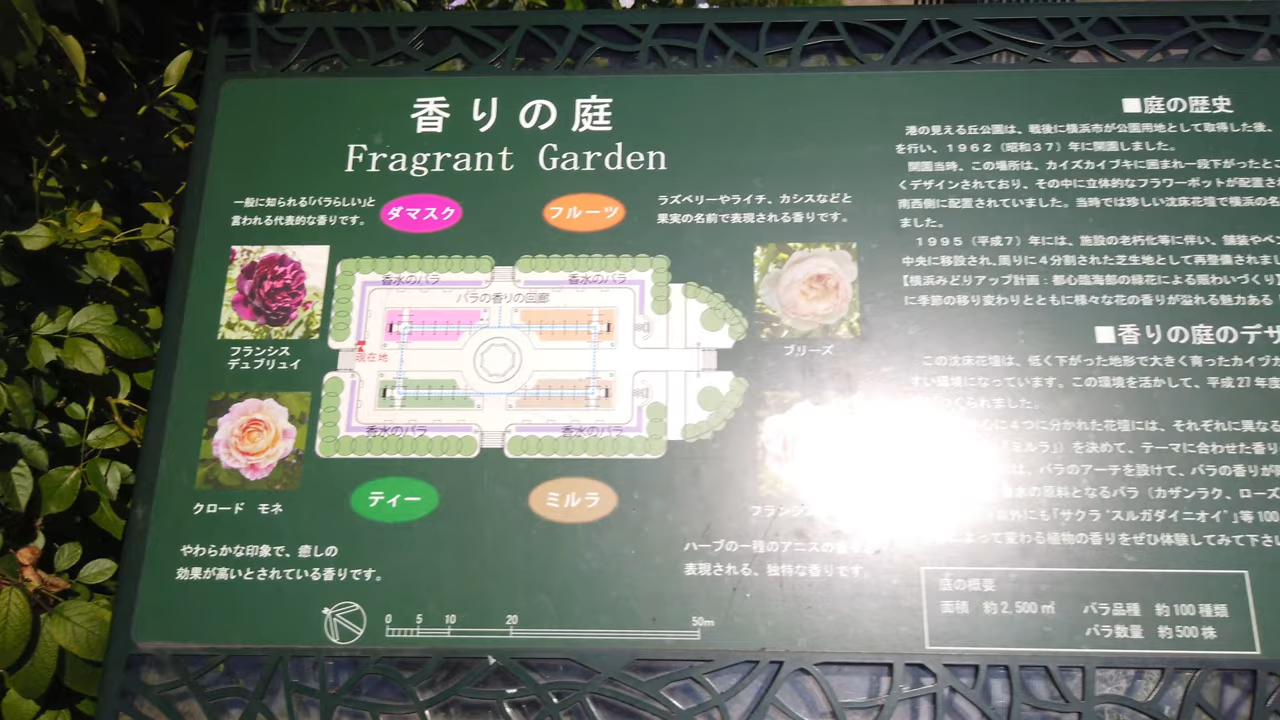 香りの庭
Fragrant Garden
一般に知られる「バラらしい」と
言われる代表的な香りです。
ダマスク
フルーツ
ラズベリーやライチ、カシスなどと
果実の名前で表現される香りです。
フランシス
デュブリュイ
香水のバラ
香水のバラ
バラの香りの回廊
現在地
香水のバラ
香水のバラ
ブリーズ
クロード モネ
ティー
ミルラ
フランシス
やわらかな印象で、癒しの
効果が高いとされている香りです。
ハーブの一種のアニスの
表現される、独特な香りです。
0 5 10 20 50m
■庭の歴史
港の見える丘公園は、戦後に横浜市が公園用地として取得した後、
を行い、1962（昭和37）年に開園しました。
開園当時、この場所は、カイズカイブキに囲まれ一段下がったとこ
くデザインされており、その中に立体的なフラワーポットが配置さ
南西側に配置されていました。当時では珍しい沈床花壇で横浜の名
ました。
1995（平成7）年には、施設の老朽化等に伴い、舗装やベン
中央に移設され、周りに4分割された芝生地として再整備されまし
【横浜みどりアップ計画：都心臨海部の緑花による賑わいづくり】
に季節の移り変わりとともに様々な花の香りが溢れる魅力ある
■香りの庭のデザ
この沈床花壇は、低く下がった地形で大きく育ったカイヅカ
すい環境になっています。この環境を活かして、平成27年度
つくられました。
心に4つに分かれた花壇には、それぞれに異なる
ミルラ」）を決めて、テーマに合わせた香り
は、バラのアーチを設けて、バラの香りが
水の原料となるバラ（カザンラク、ローズ
以外にも「サクラ゛スルガダイニオイ゛」等100
よって変わる植物の香りをぜひ体験してみて下さい
庭の概要
面積 約2,500㎡ バラ品種 約100種類
バラ数量 約500株